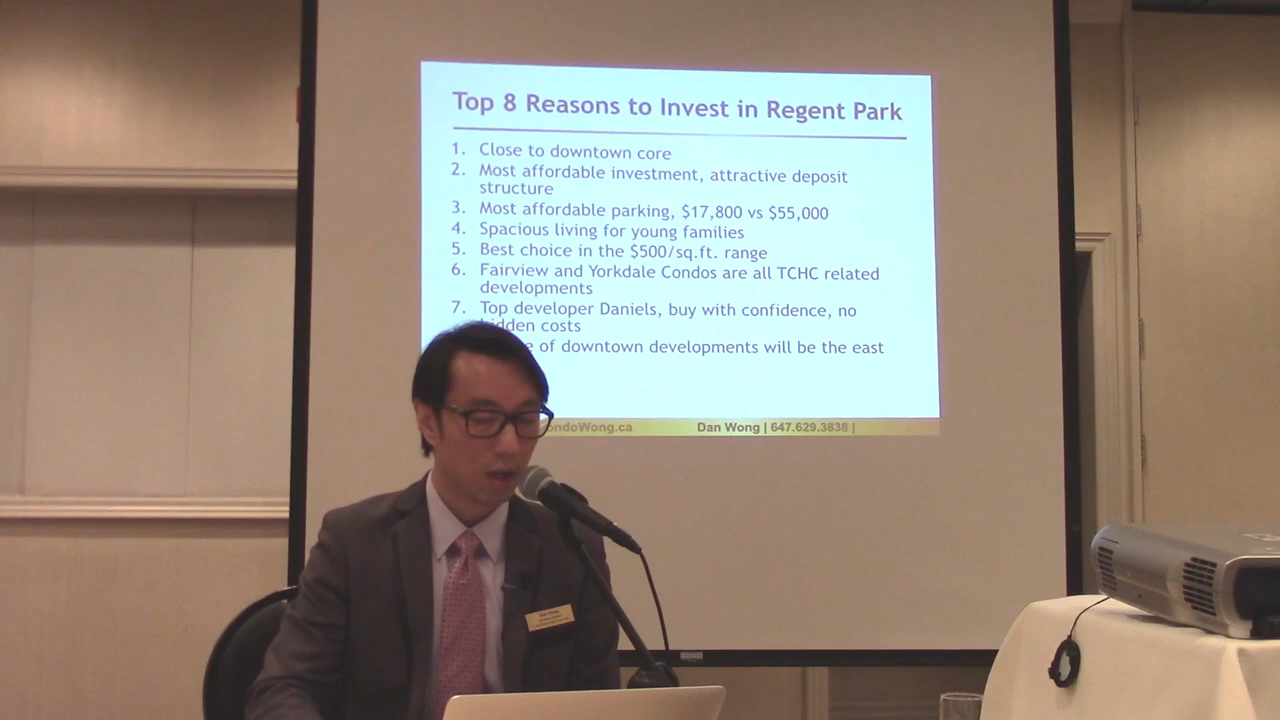 Top 8 Reasons to Invest in Regent Park
1. Close to downtown core
2. Most affordable investment, attractive deposit
structure
3. Most affordable parking, $17,800 vs $55,000
4. Spacious living for young families
5. Best choice in the $500/sq.ft. range
6. Fairview and Yorkdale Condos are all TCHC related
developments
7. Top developer Daniels, buy with confidence, no
hidden costs
of downtown developments will be the east
ondoWong.ca Dan Wong | 647.629.3838 |
Dan Wong